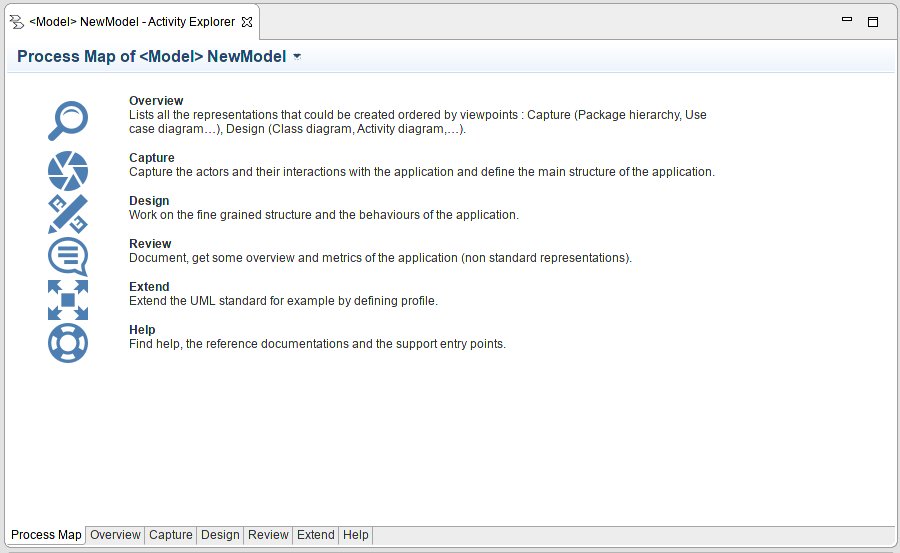 <Model> NewModel - Activity Explorer
Process Map of <Model> NewModel
Overview
Lists all the representations that could be created ordered by viewpoints : Capture (Package hierarchy, Use
case diagram…), Design (Class diagram, Activity diagram,…).
Capture
Capture the actors and their interactions with the application and define the main structure of the application.
Design
Work on the fine grained structure and the behaviours of the application.
Review
Document, get some overview and metrics of the application (non standard representations).
Extend
Extend the UML standard for example by defining profile.
Help
Find help, the reference documentations and the support entry points.
Process Map Overview Capture Design Review Extend Help